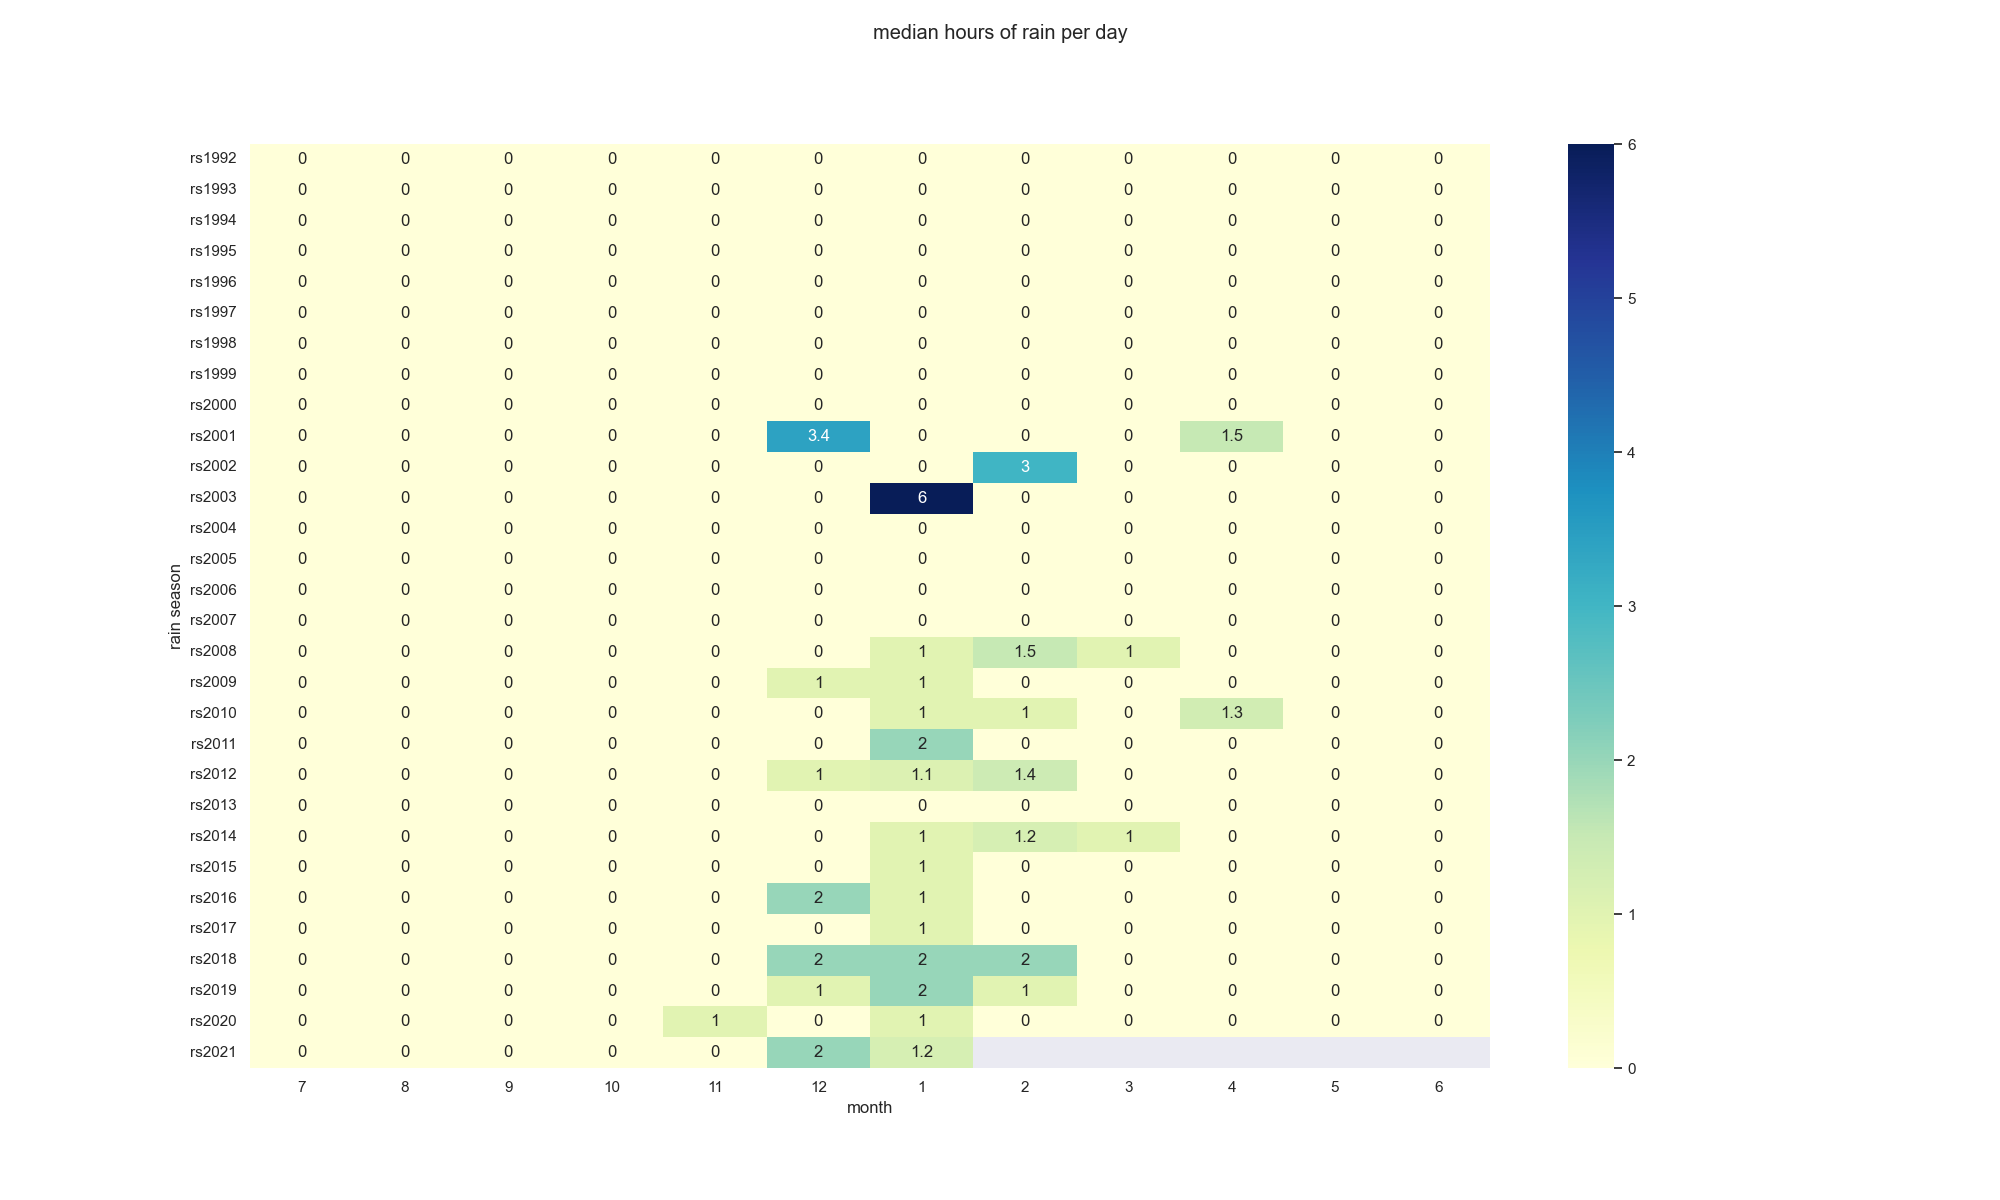 median hours of rain per day
rs1992 0 0 0 0 0 0 0 0 0 0 0 0
rs1993 0 0 0 0 0 0 0 0 0 0 0 0
rs1994 0 0 0 0 0 0 0 0 0 0 0 0
rs1995 0 0 0 0 0 0 0 0 0 0 0 0
rs1996 0 0 0 0 0 0 0 0 0 0 0 0
rs1997 0 0 0 0 0 0 0 0 0 0 0 0
rs1998 0 0 0 0 0 0 0 0 0 0 0 0
rs1999 0 0 0 0 0 0 0 0 0 0 0 0
rs2000 0 0 0 0 0 0 0 0 0 0 0 0
rs2001 0 0 0 0 0 3.4 0 0 0 1.5 0 0
rs2002 0 0 0 0 0 0 0 3 0 0 0 0
rs2003 0 0 0 0 0 0 6 0 0 0 0 0
rs2004 0 0 0 0 0 0 0 0 0 0 0 0
rs2005 0 0 0 0 0 0 0 0 0 0 0 0
rs2006 0 0 0 0 0 0 0 0 0 0 0 0
rs2007 0 0 0 0 0 0 0 0 0 0 0 0
rs2008 0 0 0 0 0 0 1 1.5 1 0 0 0
rs2009 0 0 0 0 0 1 1 0 0 0 0 0
rs2010 0 0 0 0 0 0 1 1 0 1.3 0 0
rs2011 0 0 0 0 0 0 2 0 0 0 0 0
rs2012 0 0 0 0 0 1 1.1 1.4 0 0 0 0
rs2013 0 0 0 0 0 0 0 0 0 0 0 0
rs2014 0 0 0 0 0 0 1 1.2 1 0 0 0
rs2015 0 0 0 0 0 0 1 0 0 0 0 0
rs2016 0 0 0 0 0 2 1 0 0 0 0 0
rs2017 0 0 0 0 0 0 1 0 0 0 0 0
rs2018 0 0 0 0 0 2 2 2 0 0 0 0
rs2019 0 0 0 0 0 1 2 1 0 0 0 0
rs2020 0 0 0 0 1 0 1 0 0 0 0 0
rs2021 0 0 0 0 0 2 1.2
7 8 9 10 11 12 1 2 3 4 5 6
month
rain season
6
5
4
3
2
1
0